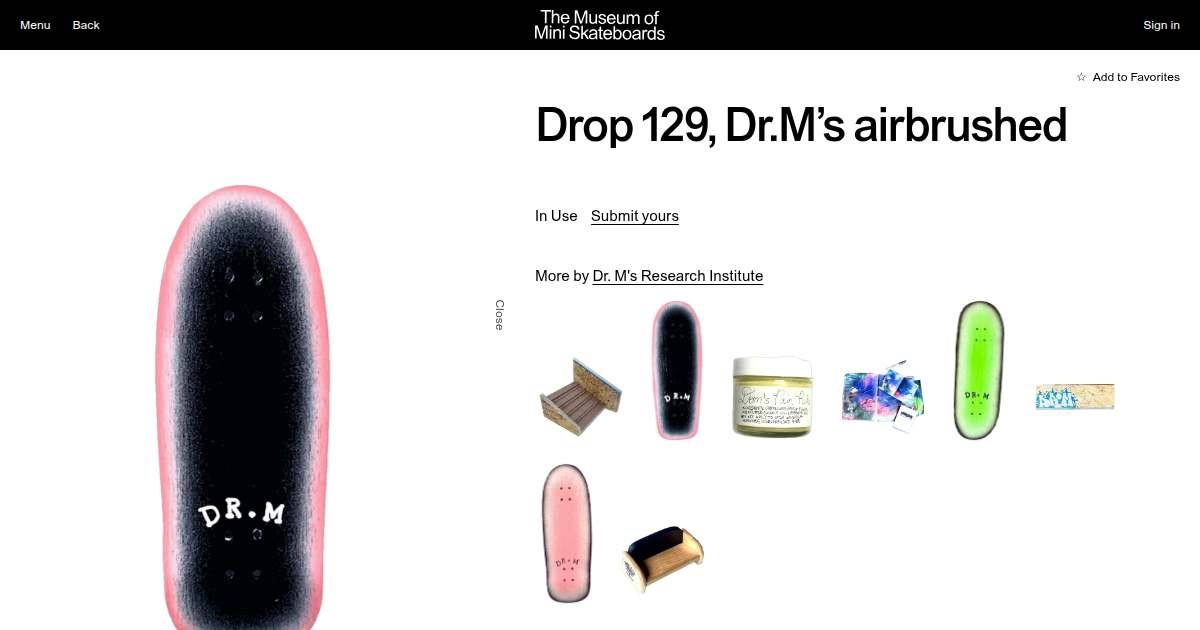 Menu
Back
The Museum of
Mini Skateboards
Sign in
☆ Add to Favorites
Drop 129, Dr.M’s airbrushed
In Use
Submit yours
More by Dr. M's Research Institute
Close
DR.M
DR.M
DR.M
DR.M